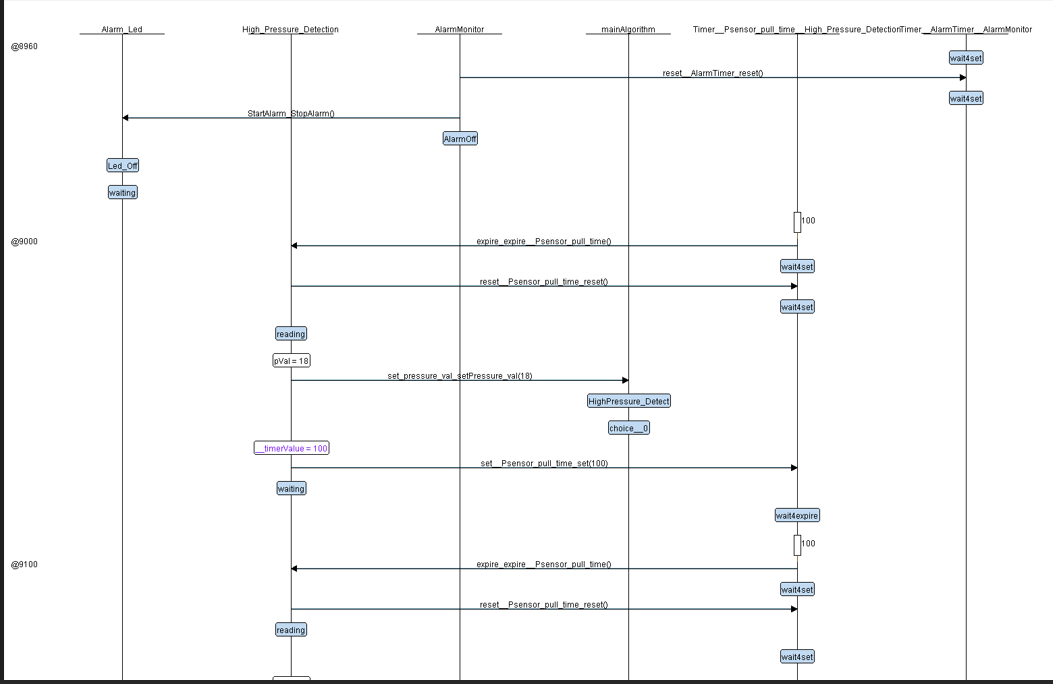 Alarm_Led
High_Pressure_Detection
AlarmMonitor
mainAlgorithm
Timer__Psensor_pull_time__High_Pressure_Detection
Timer__AlarmTimer__AlarmMonitor
@8960
wait4set
reset__AlarmTimer_reset()
wait4set
StartAlarm_StopAlarm()
AlarmOff
Led_Off
waiting
100
@9000
expire_expire__Psensor_pull_time()
wait4set
reset__Psensor_pull_time_reset()
wait4set
reading
pVal = 18
set_pressure_val_setPressure_val(18)
HighPressure_Detect
choice__0
__timerValue = 100
set__Psensor_pull_time_set(100)
waiting
wait4expire
100
@9100
expire_expire__Psensor_pull_time()
wait4set
reset__Psensor_pull_time_reset()
reading
wait4set